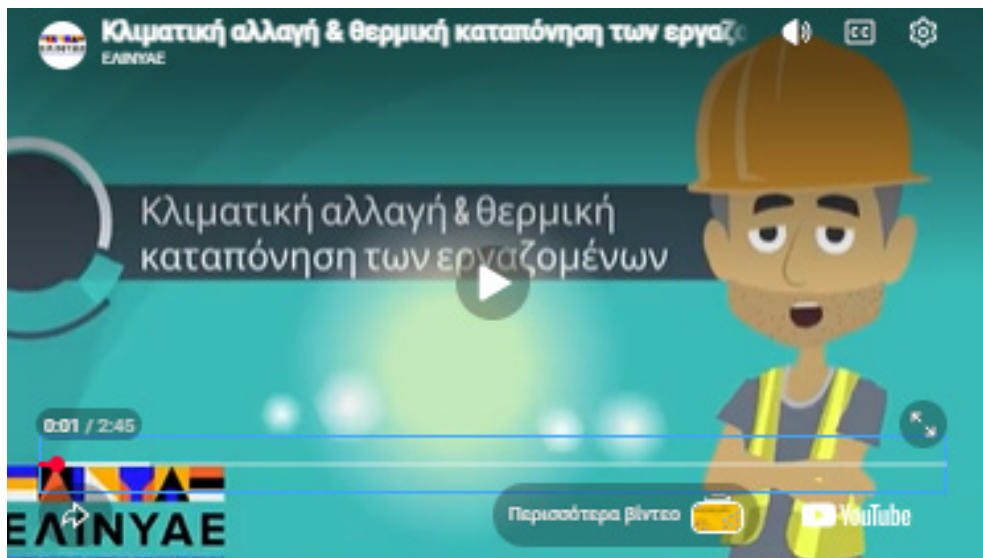 Κλιματική αλλαγή & θερμική καταπόνηση των εργαζο
ΕΛΙΝΥΑΕ
Κλιματική αλλαγή & θερμική
καταπόνηση των εργαζομένων
0:01 / 2:45
ΕΛΙΝΥΑΕ
Περισσότερα βίντεο
YouTube